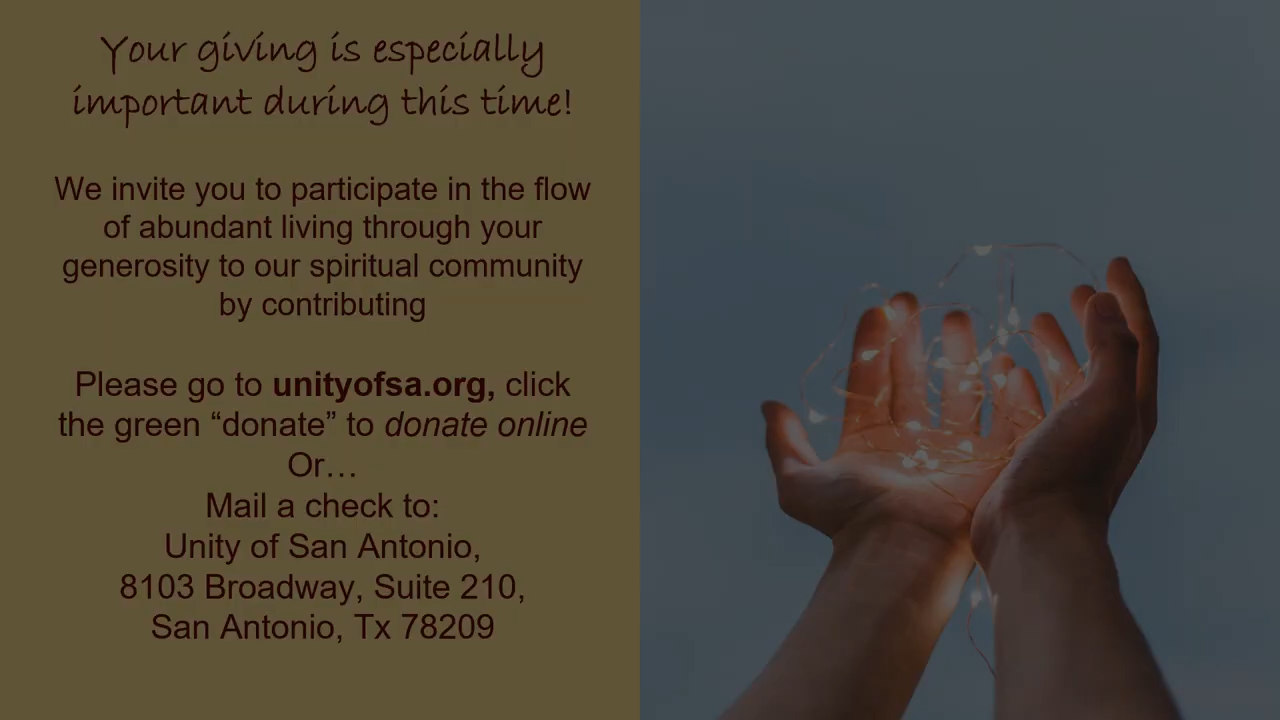 Your giving is especially
important during this time!
We invite you to participate in the flow
of abundant living through your
generosity to our spiritual community
by contributing
Please go to unityofsa.org, click
the green “donate” to donate online
Or…
Mail a check to:
Unity of San Antonio,
8103 Broadway, Suite 210,
San Antonio, Tx 78209